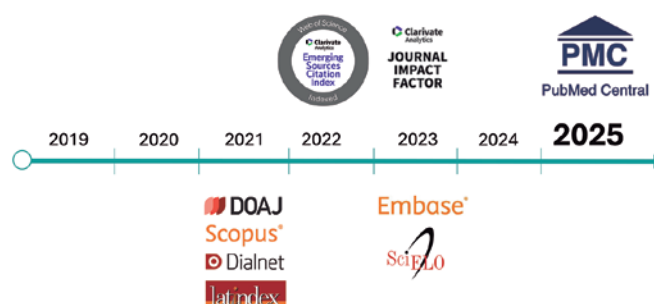 Web of Science
Clarivate
Analytics
Emerging
Sources
Citation
Index
Indexed
Clarivate
Analytics
JOURNAL
IMPACT
FACTOR
PMC
PubMed Central
2019
2020
2021
2022
2023
2024
2025
DOAJ
Scopus®
Dialnet
latindex
Embase®
SciELO